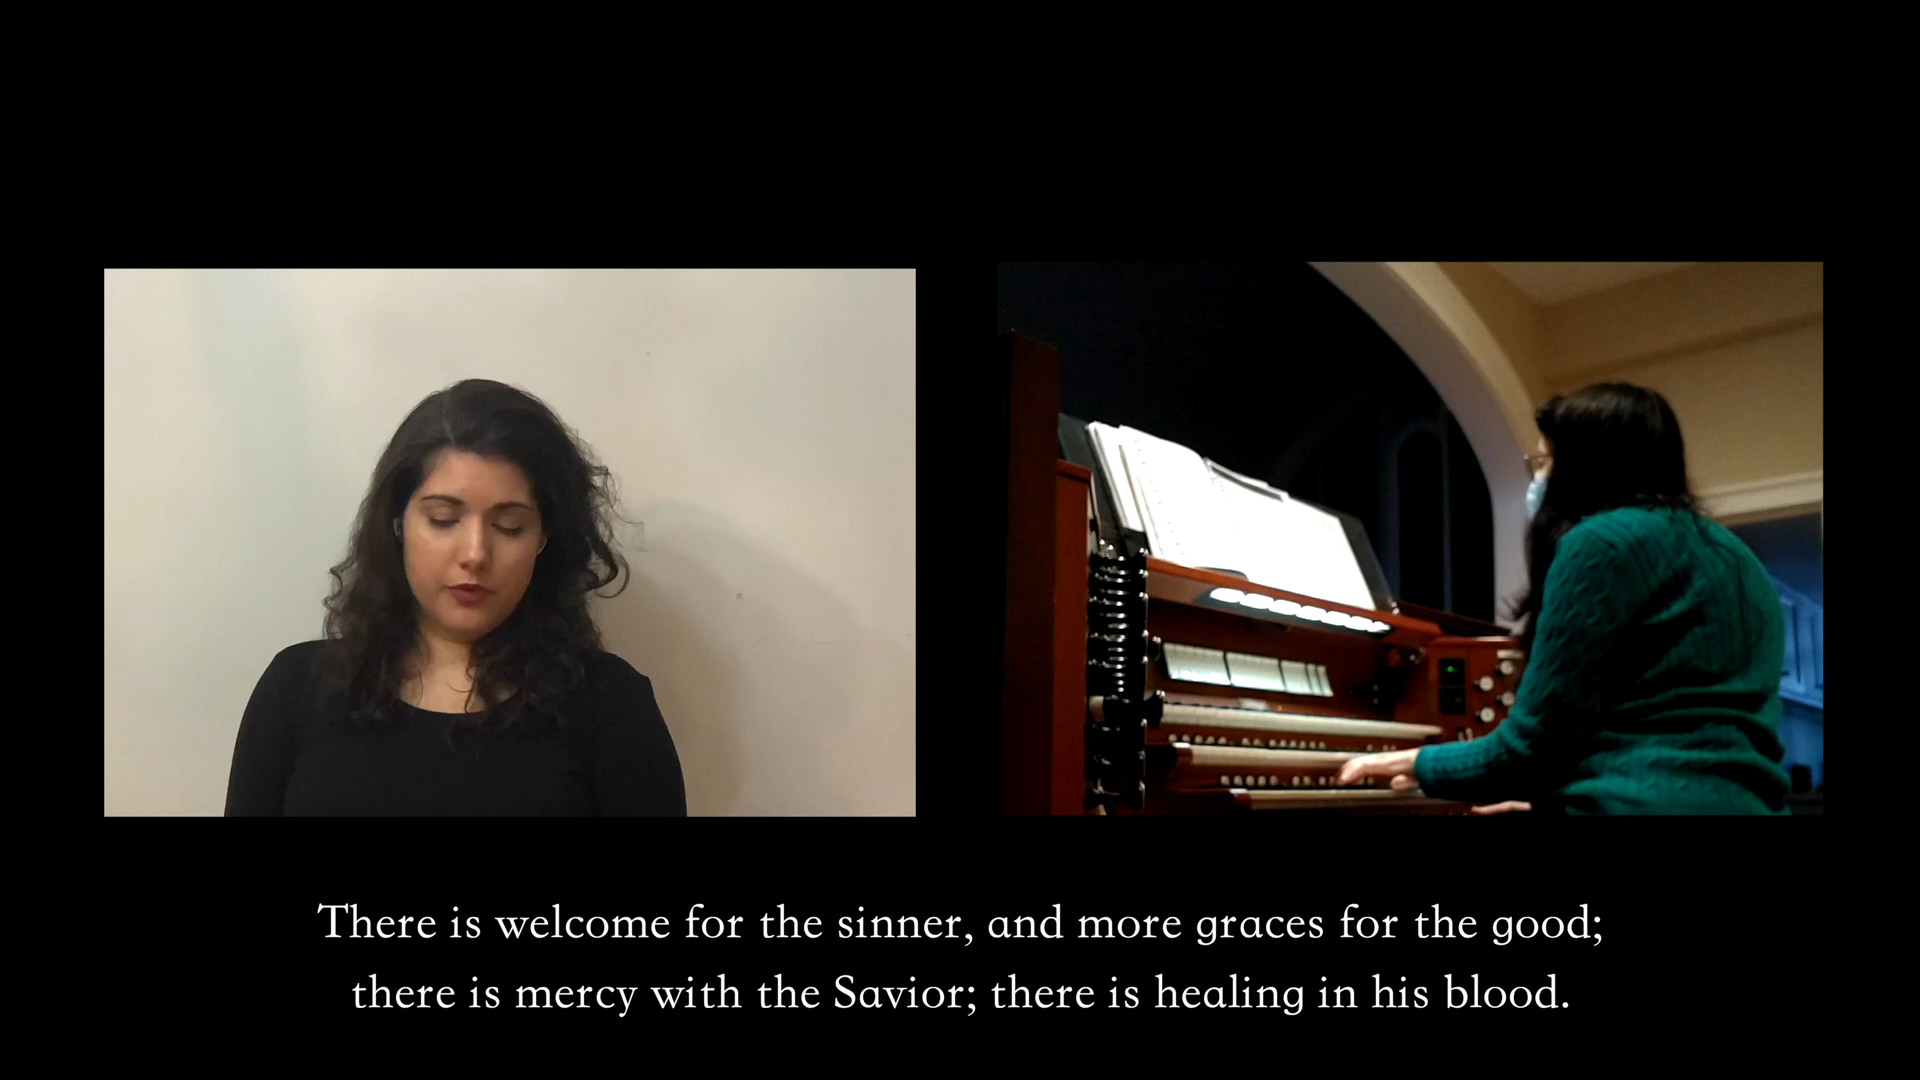 There is welcome for the sinner, and more graces for the good;
there is mercy with the Savior; there is healing in his blood.